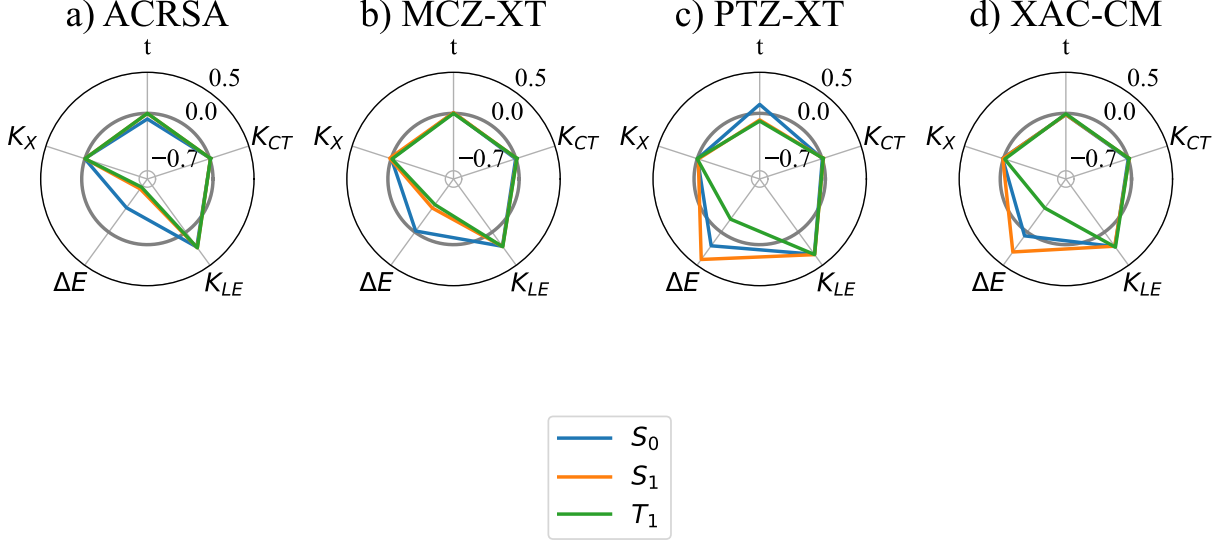 a) ACRSA
t
0.5
0.0
−0.7
K_X
K_CT
ΔE
K_LE
b) MCZ-XT
t
0.5
0.0
−0.7
K_X
K_CT
ΔE
K_LE
c) PTZ-XT
t
0.5
0.0
−0.7
K_X
K_CT
ΔE
K_LE
d) XAC-CM
t
0.5
0.0
−0.7
K_X
K_CT
ΔE
K_LE
S_0
S_1
T_1